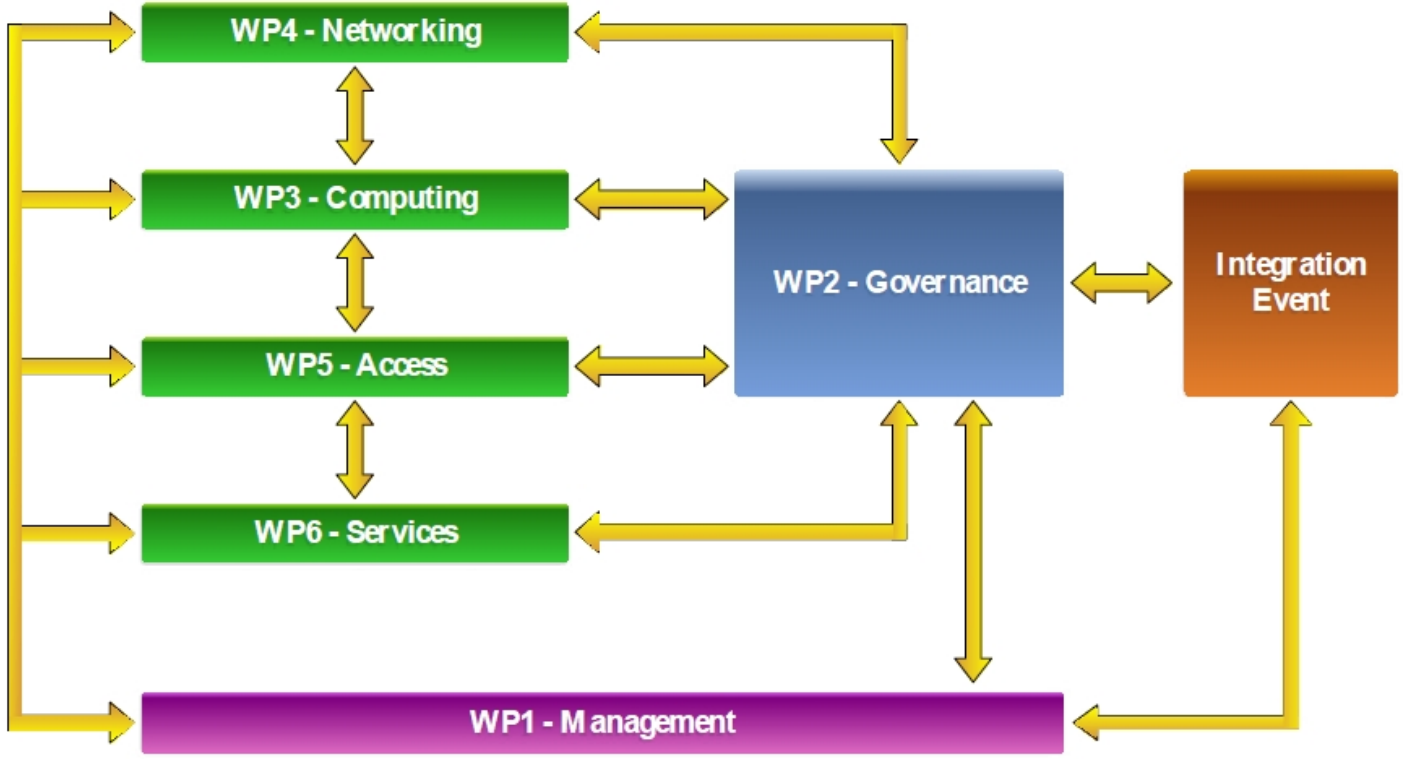 WP4 - Networking
WP3 - Computing
WP2 - Governance
Integration
Event
WP5 - Access
WP6 - Services
WP1 - Management